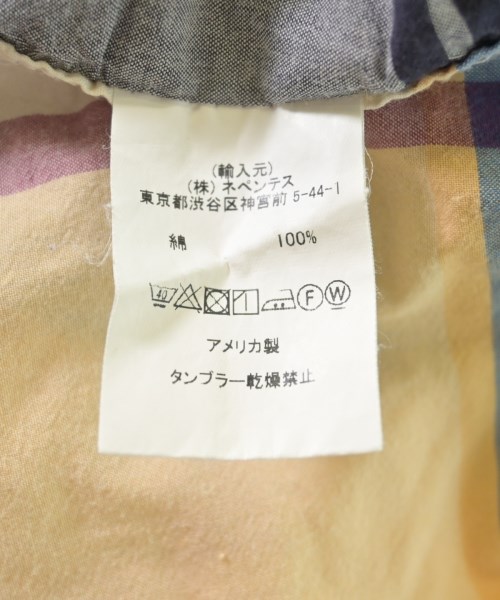 (輸入元)
(株) ネペンテス
東京都渋谷区神宮前 5-44-1
綿 100%
40 F W
アメリカ製
タンブラー乾燥禁止